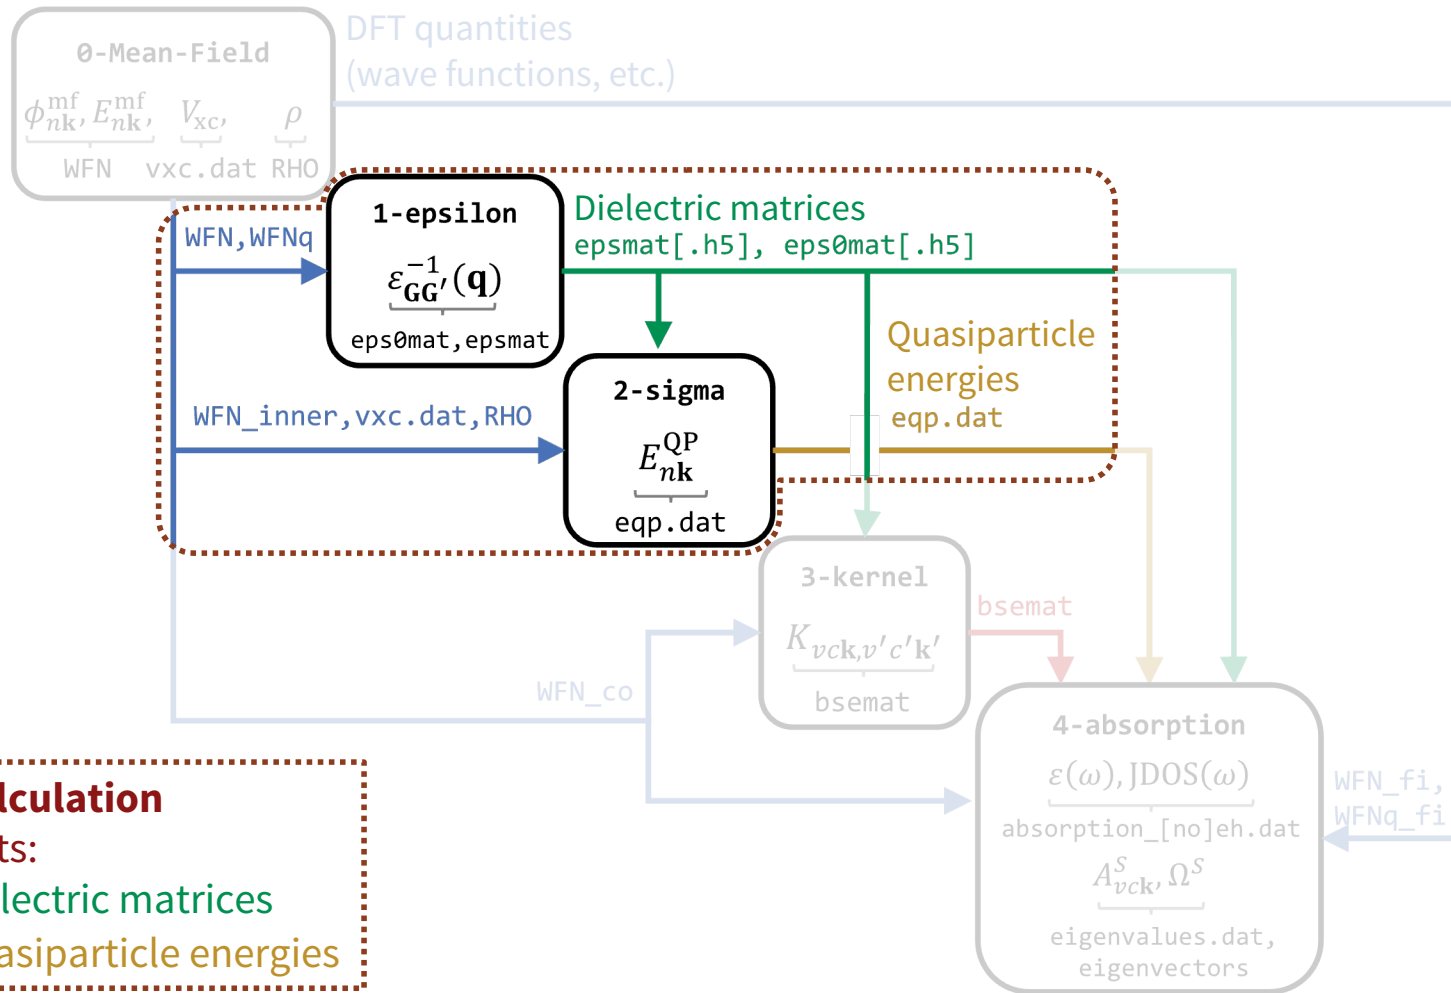 DFT quantities
(wave functions, etc.)
0-Mean-Field
ϕ^mf_nk, E^mf_nk, V_xc, ρ
WFN vxc.dat RHO
1-epsilon
ε^-1_GG′(q)
eps0mat,epsmat
WFN,WFNq
Dielectric matrices
epsmat[.h5], eps0mat[.h5]
Quasiparticle
energies
eqp.dat
2-sigma
E^QP_nk
eqp.dat
WFN_inner,vxc.dat,RHO
3-kernel
K_vck,v′c′k′
bsemat
bsemat
WFN_co
4-absorption
ε(ω), JDOS(ω)
absorption_[no]eh.dat
A^S_vck, Ω^S
eigenvalues.dat,
eigenvectors
WFN_fi,
WFNq_fi
lculation
ts:
lectric matrices
asiparticle energies